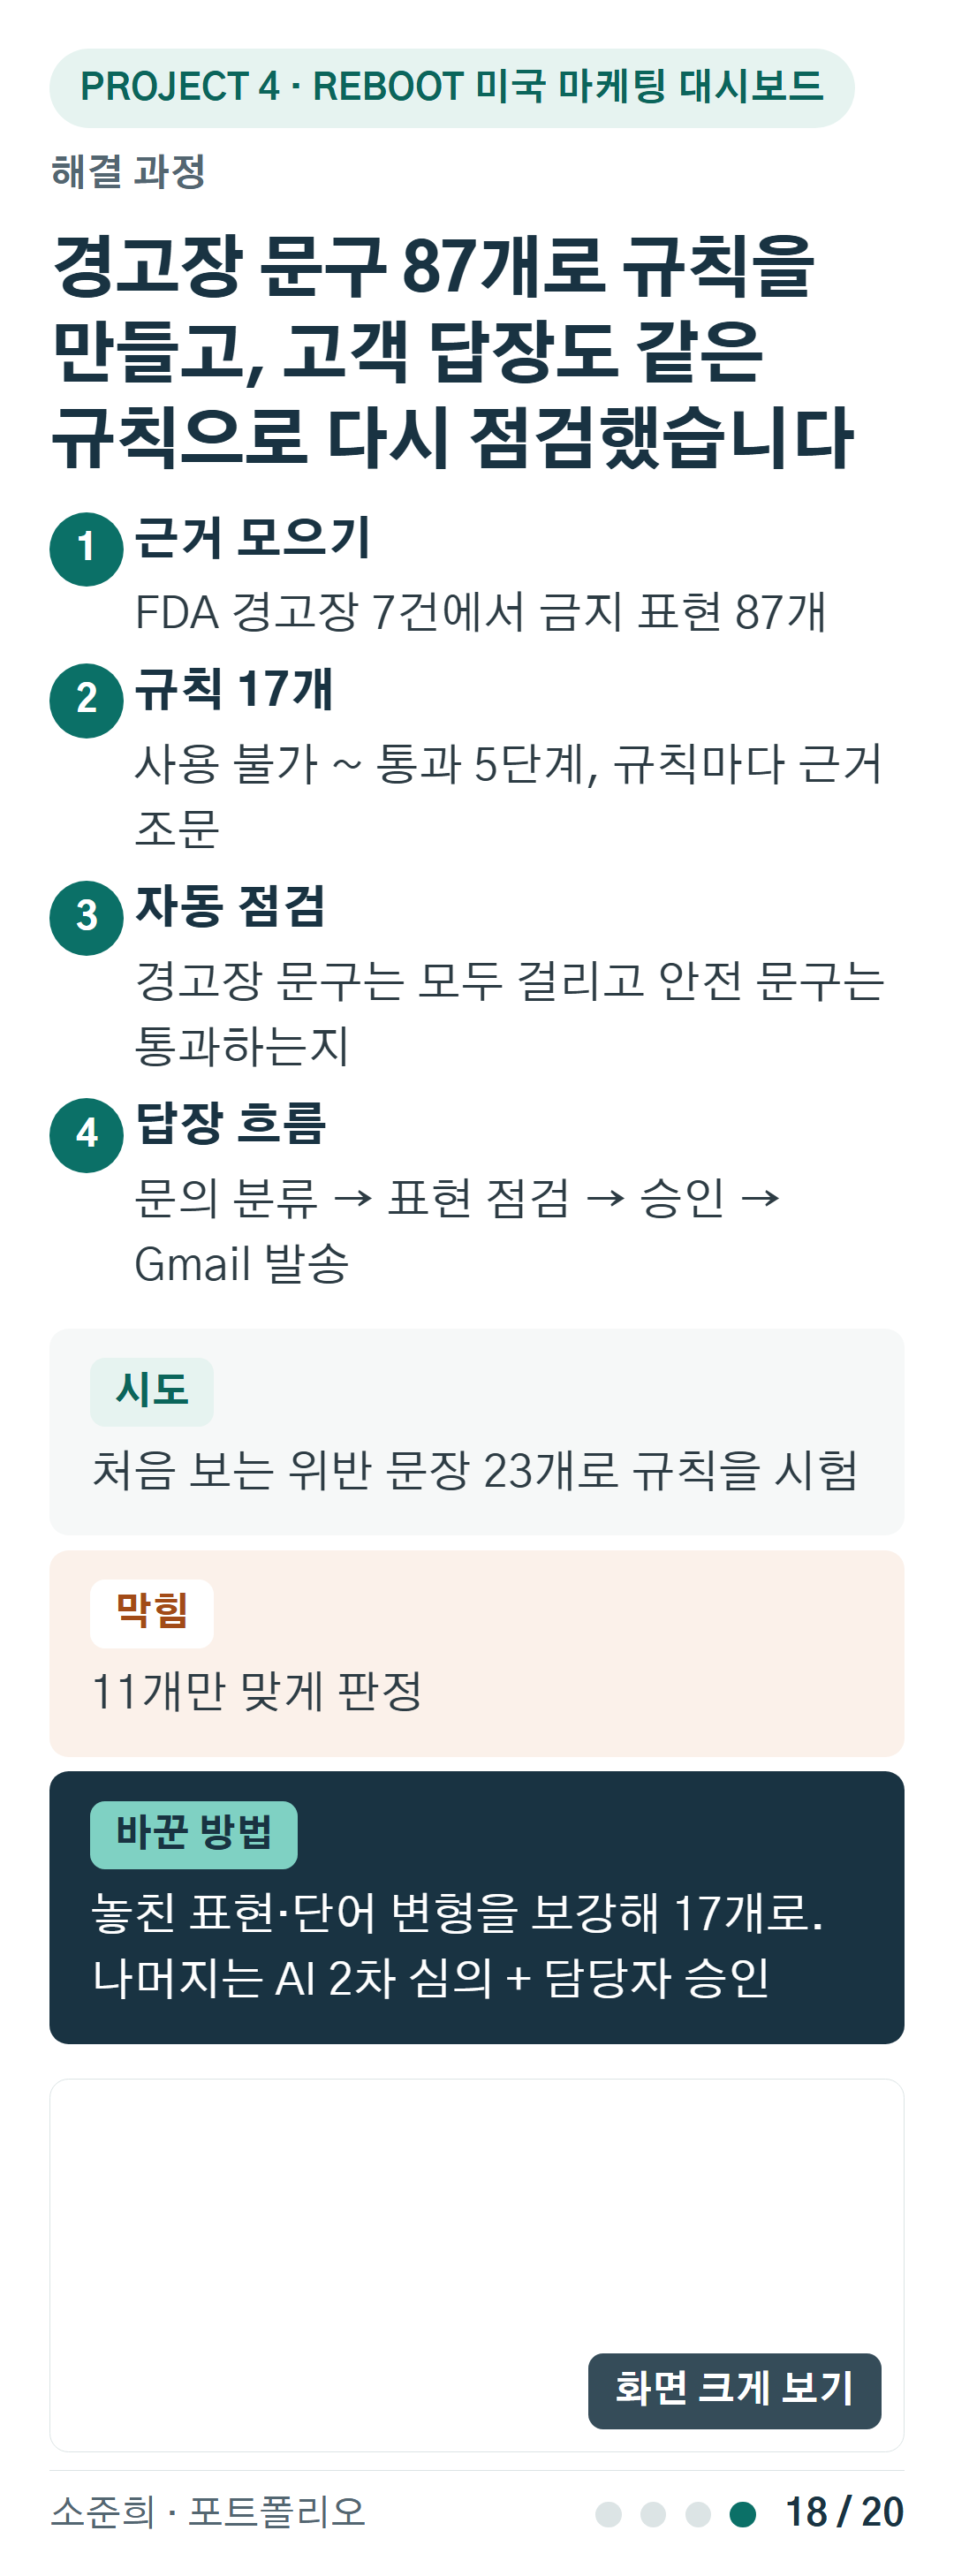 PROJECT 4 · REBOOT 미국 마케팅 대시보드
해결 과정
경고장 문구 87개로 규칙을
만들고, 고객 답장도 같은
규칙으로 다시 점검했습니다
1 근거 모으기
FDA 경고장 7건에서 금지 표현 87개
2 규칙 17개
사용 불가 ~ 통과 5단계, 규칙마다 근거
조문
3 자동 점검
경고장 문구는 모두 걸리고 안전 문구는
통과하는지
4 답장 흐름
문의 분류 → 표현 점검 → 승인 →
Gmail 발송
시도
처음 보는 위반 문장 23개로 규칙을 시험
막힘
11개만 맞게 판정
바꾼 방법
놓친 표현·단어 변형을 보강해 17개로.
나머지는 AI 2차 심의 + 담당자 승인
화면 크게 보기
소준희 · 포트폴리오
18 / 20